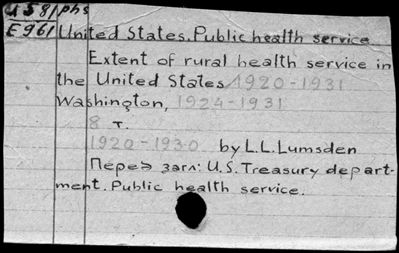 U58/phs
E961 United States. Public health service
Extent of rural health service in
the United States 1920-1931
Washington, 1924-1931
8 т.
1920-1930 by L.L. Lumsden
Перед загл: U.S. Treasury depart-
ment. Public health service.